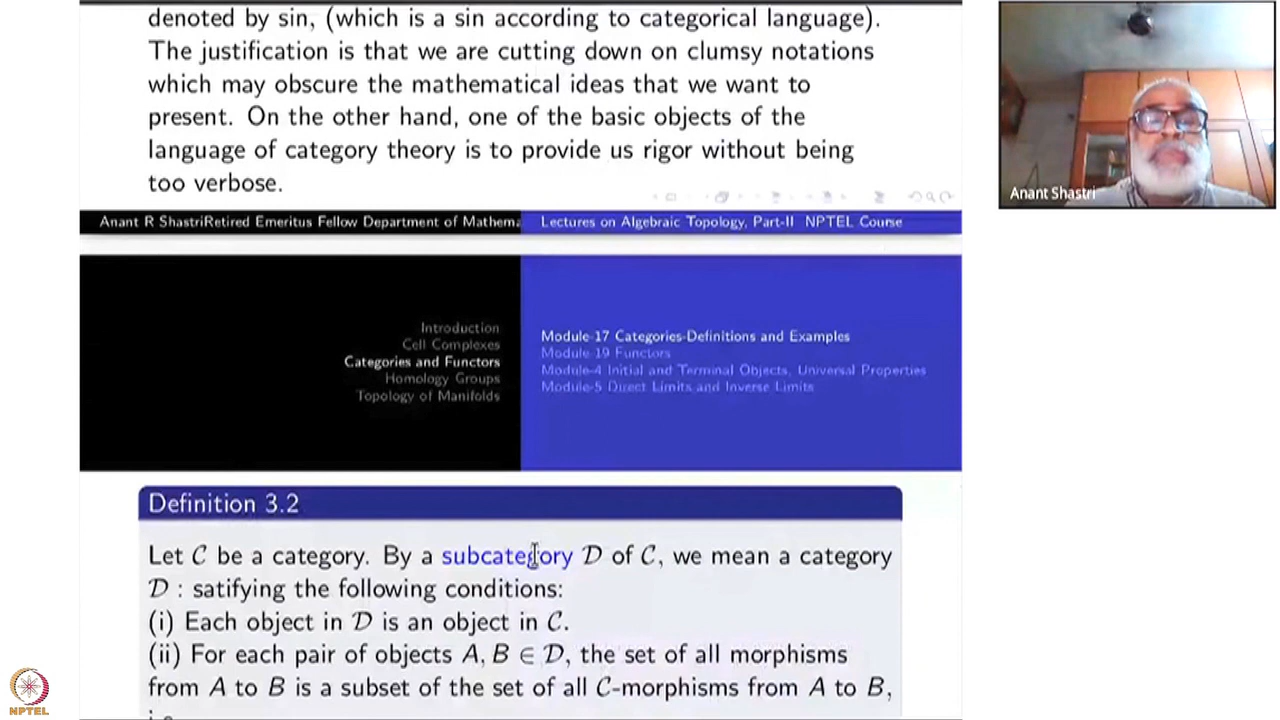 denoted by sin, (which is a sin according to categorical language).
The justification is that we are cutting down on clumsy notations
which may obscure the mathematical ideas that we want to
present. On the other hand, one of the basic objects of the
language of category theory is to provide us rigor without being
too verbose.
Anant Shastri
Anant R ShastriRetired Emeritus Fellow Department of Mathema
Lectures on Algebraic Topology, Part-II NPTEL Course
Introduction
Cell Complexes
Categories and Functors
Homology Groups
Topology of Manifolds
Module-17 Categories-Definitions and Examples
Module-19 Functors
Module-4 Initial and Terminal Objects, Universal Properties
Module-5 Direct Limits and Inverse Limits
Definition 3.2
Let 𝒞 be a category. By a subcategory 𝒟 of 𝒞, we mean a category
𝒟 : satifying the following conditions:
(i) Each object in 𝒟 is an object in 𝒞.
(ii) For each pair of objects A, B ∈ 𝒟, the set of all morphisms
from A to B is a subset of the set of all 𝒞-morphisms from A to B,
NPTEL